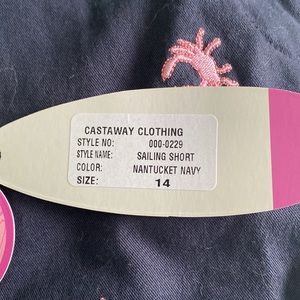 CASTAWAY CLOTHING
STYLE NO: 000-0229
STYLE NAME: SAILING SHORT
COLOR: NANTUCKET NAVY
SIZE: 14